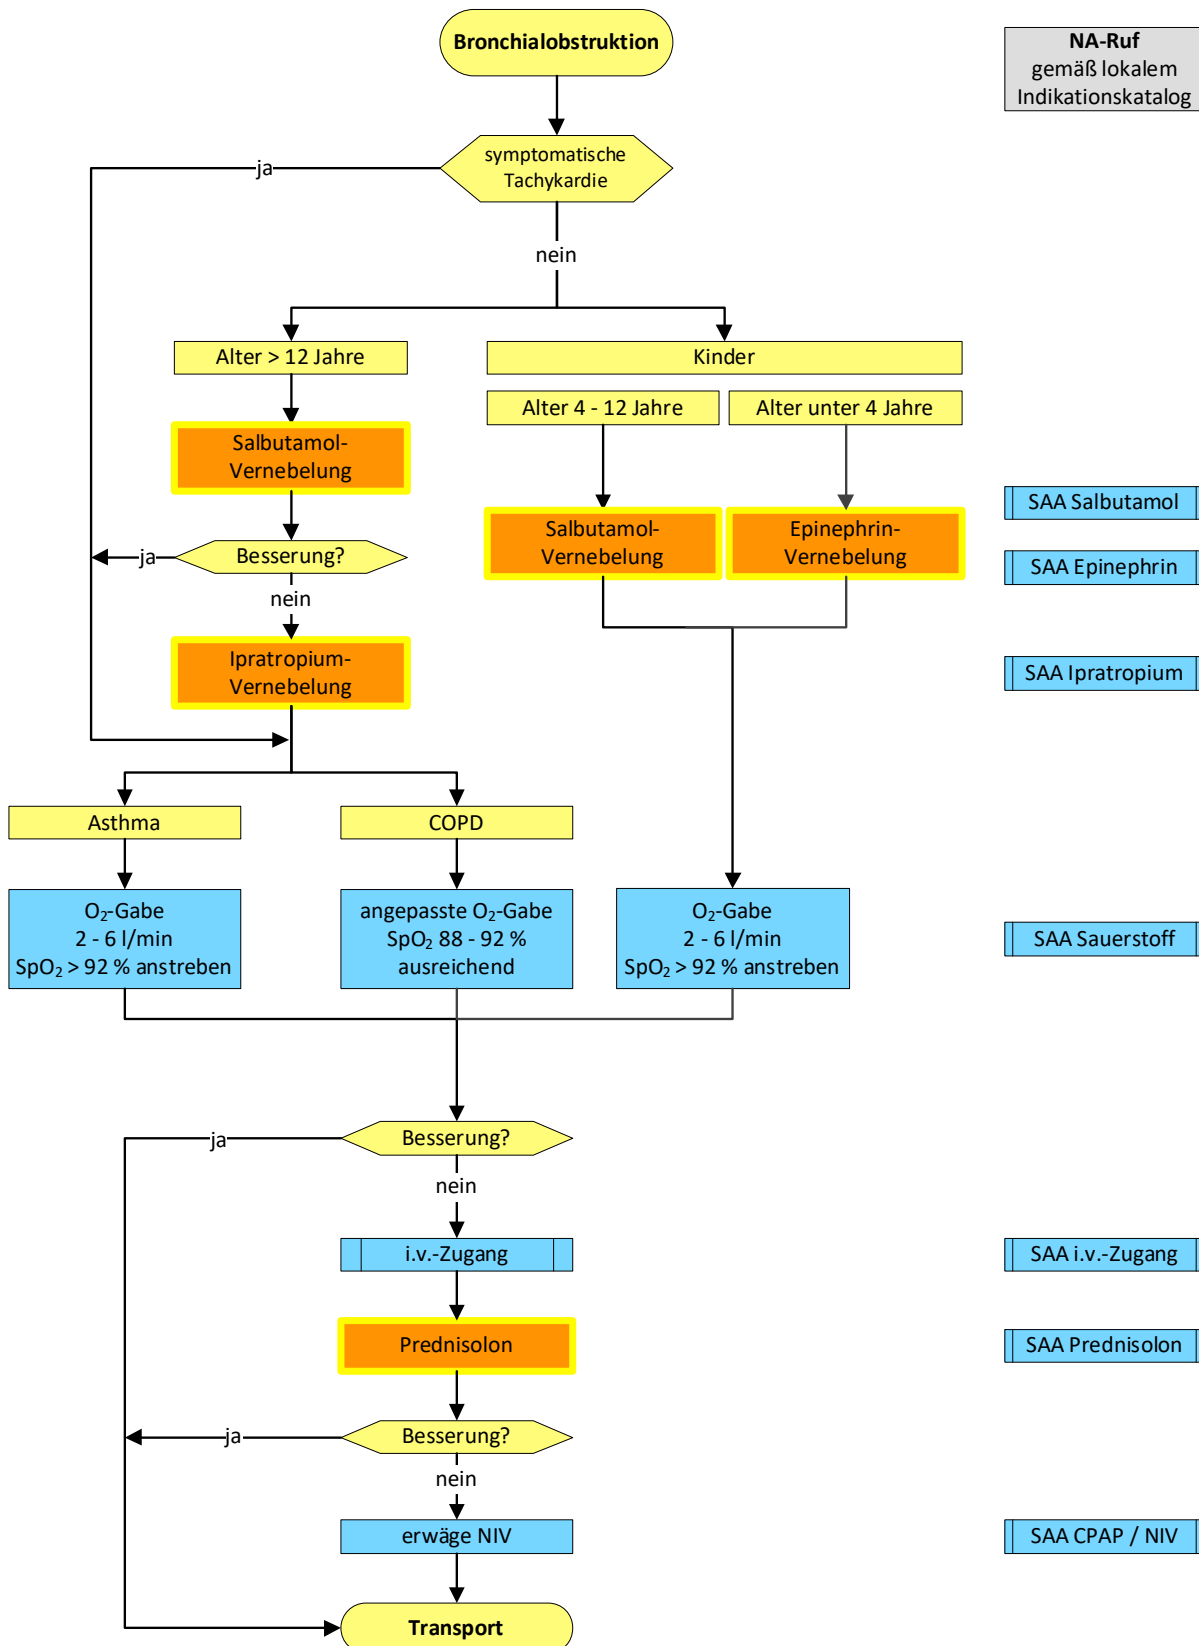 Bronchialobstruktion
NA-Ruf
gemäß lokalem
Indikationskatalog
symptomatische
Tachykardie
ja
nein
Alter > 12 Jahre
Kinder
Alter 4 - 12 Jahre
Alter unter 4 Jahre
Salbutamol-
Vernebelung
SAA Salbutamol
Salbutamol-
Vernebelung
Epinephrin-
Vernebelung
Besserung?
ja
SAA Epinephrin
nein
Ipratropium-
Vernebelung
SAA Ipratropium
Asthma
COPD
O₂-Gabe
2 - 6 l/min
SpO₂ > 92 % anstreben
angepasste O₂-Gabe
SpO₂ 88 - 92 %
ausreichend
O₂-Gabe
2 - 6 l/min
SpO₂ > 92 % anstreben
SAA Sauerstoff
Besserung?
ja
nein
i.v.-Zugang
SAA i.v.-Zugang
Prednisolon
SAA Prednisolon
Besserung?
ja
nein
erwäge NIV
SAA CPAP / NIV
Transport